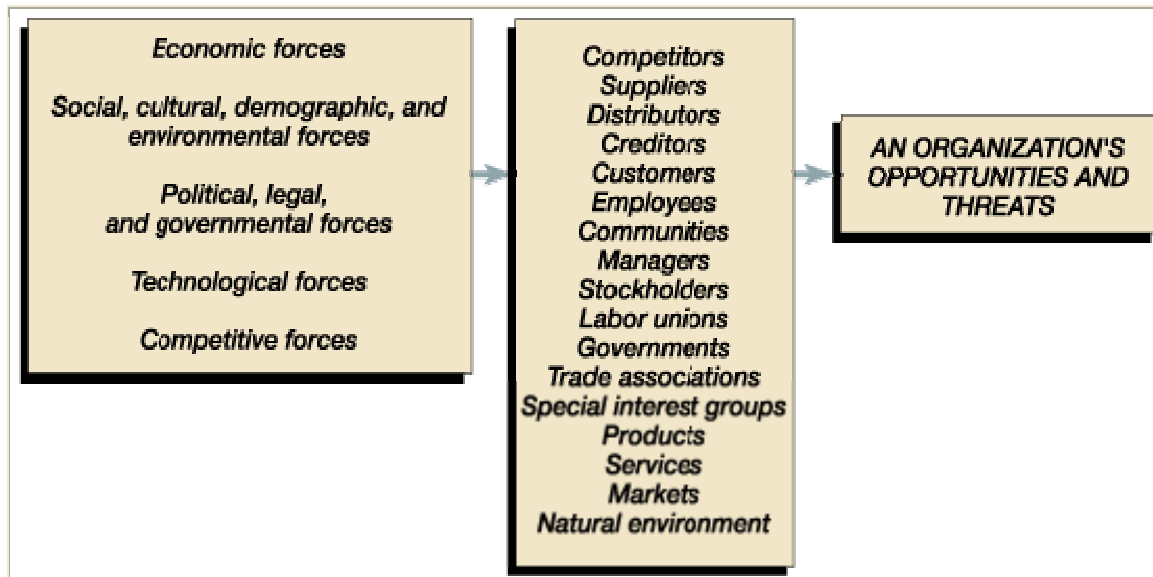 Economic forces
Social, cultural, demographic, and
environmental forces
Political, legal,
and governmental forces
Technological forces
Competitive forces
Competitors
Suppliers
Distributors
Creditors
Customers
Employees
Communities
Managers
Stockholders
Labor unions
Governments
Trade associations
Special interest groups
Products
Services
Markets
Natural environment
AN ORGANIZATION'S
OPPORTUNITIES AND
THREATS